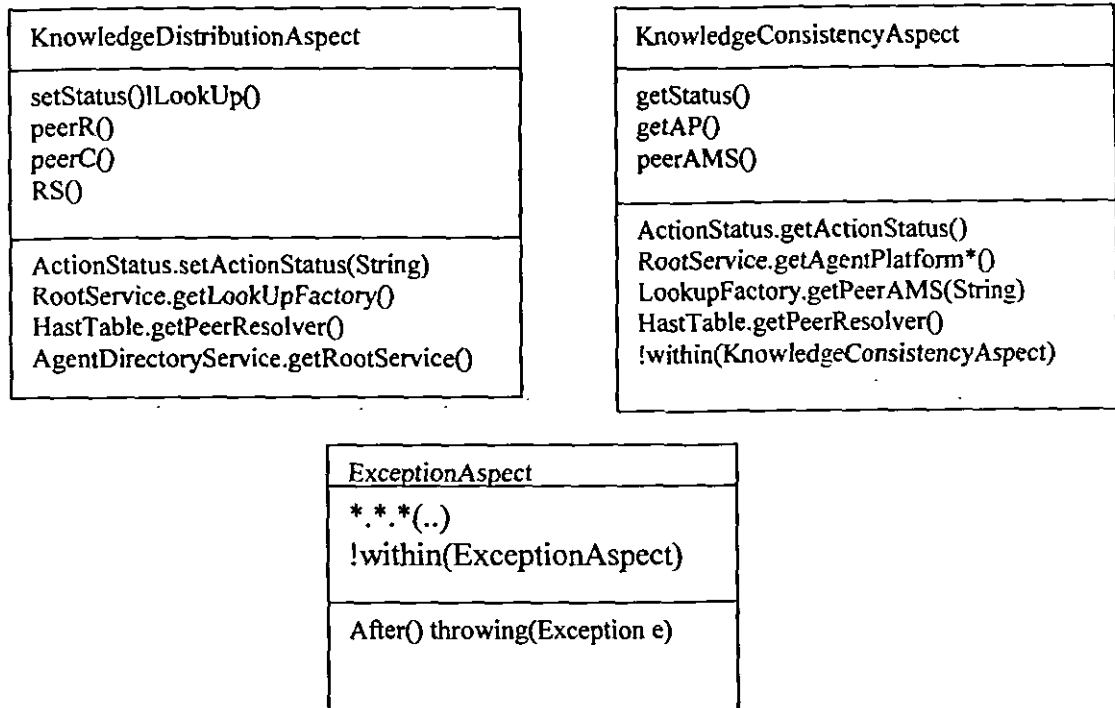 KnowledgeDistributionAspect
setStatus()lLookUp()
peerR()
peerC()
RS()
ActionStatus.setActionStatus(String)
RootService.getLookUpFactory()
HastTable.getPeerResolver()
AgentDirectoryService.getRootService()
KnowledgeConsistencyAspect
getStatus()
getAP()
peerAMS()
ActionStatus.getActionStatus()
RootService.getAgentPlatform*()
LookupFactory.getPeerAMS(String)
HastTable.getPeerResolver()
!within(KnowledgeConsistencyAspect)
ExceptionAspect
*.*.*(..)
!within(ExceptionAspect)
After() throwing(Exception e)